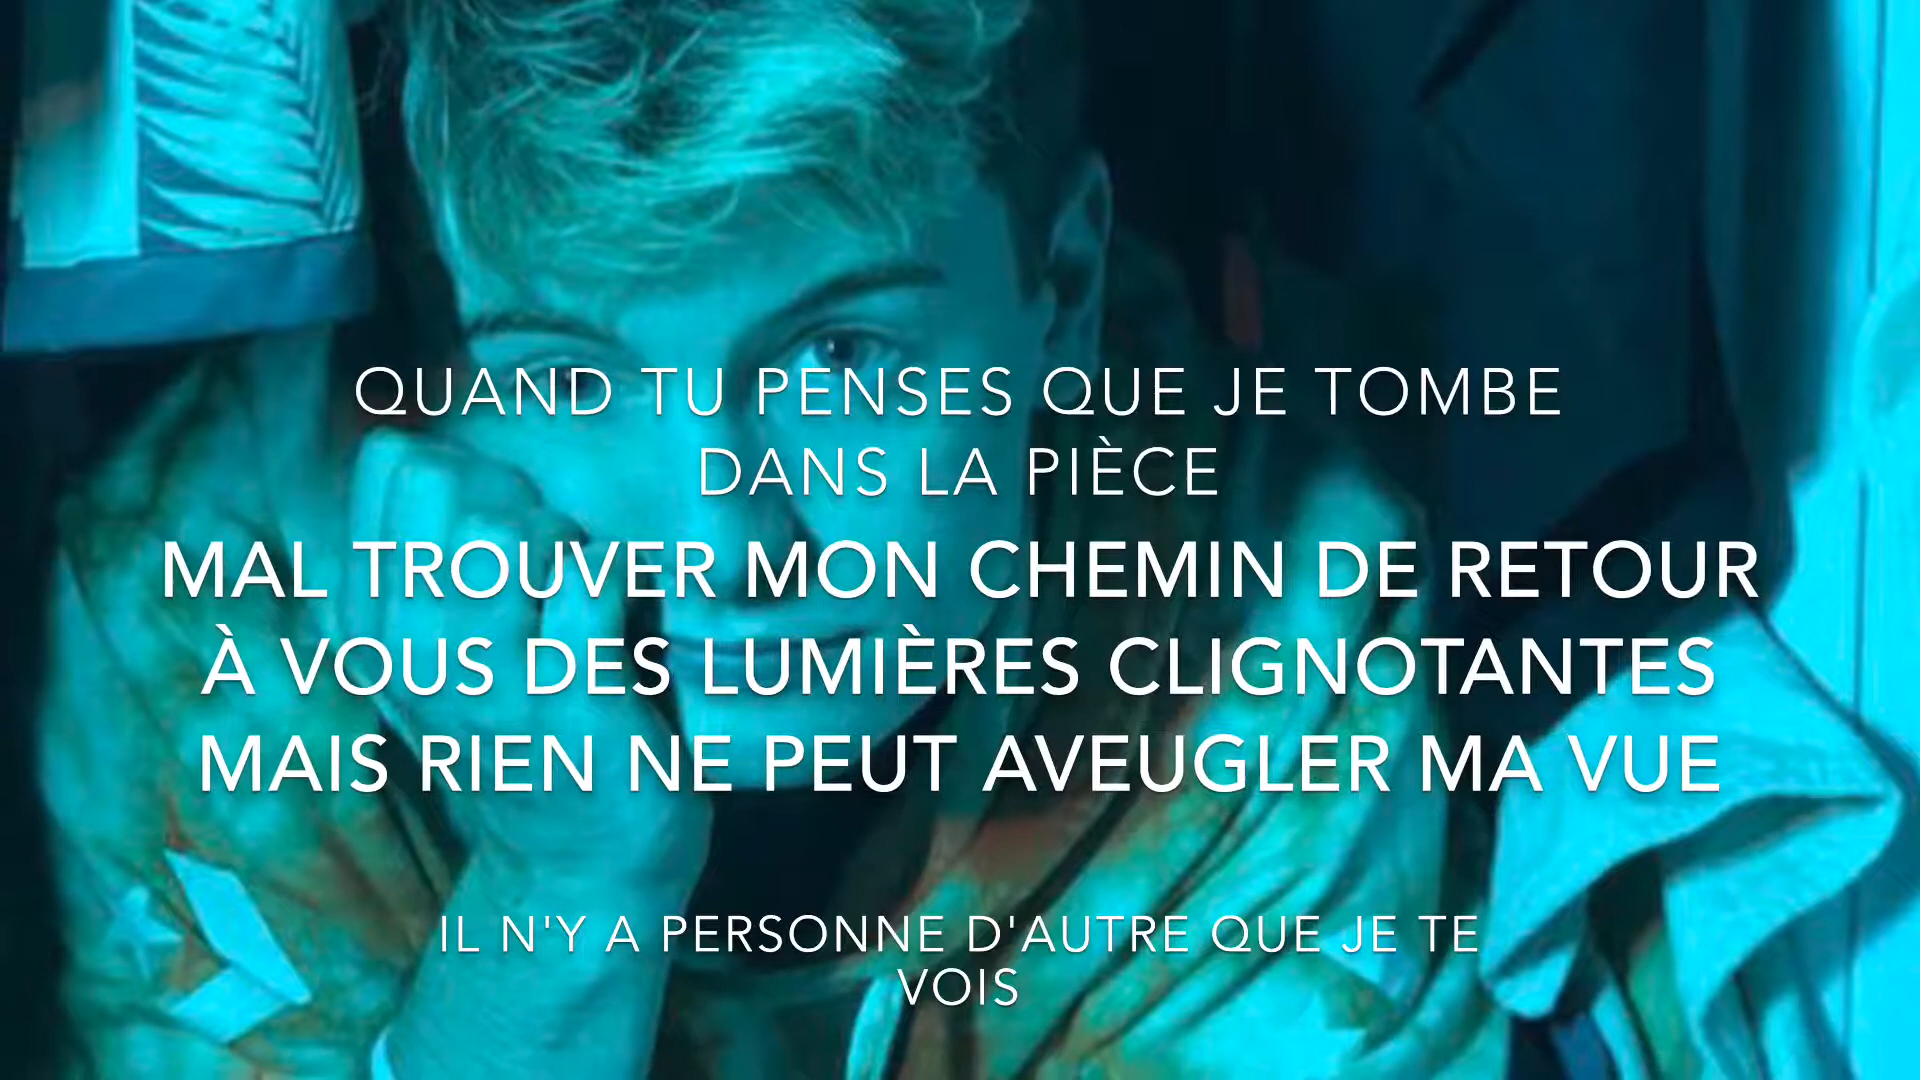 QUAND TU PENSES QUE JE TOMBE
DANS LA PIÈCE
MAL TROUVER MON CHEMIN DE RETOUR
À VOUS DES LUMIÈRES CLIGNOTANTES
MAIS RIEN NE PEUT AVEUGLER MA VUE
IL N'Y A PERSONNE D'AUTRE QUE JE TE
VOIS